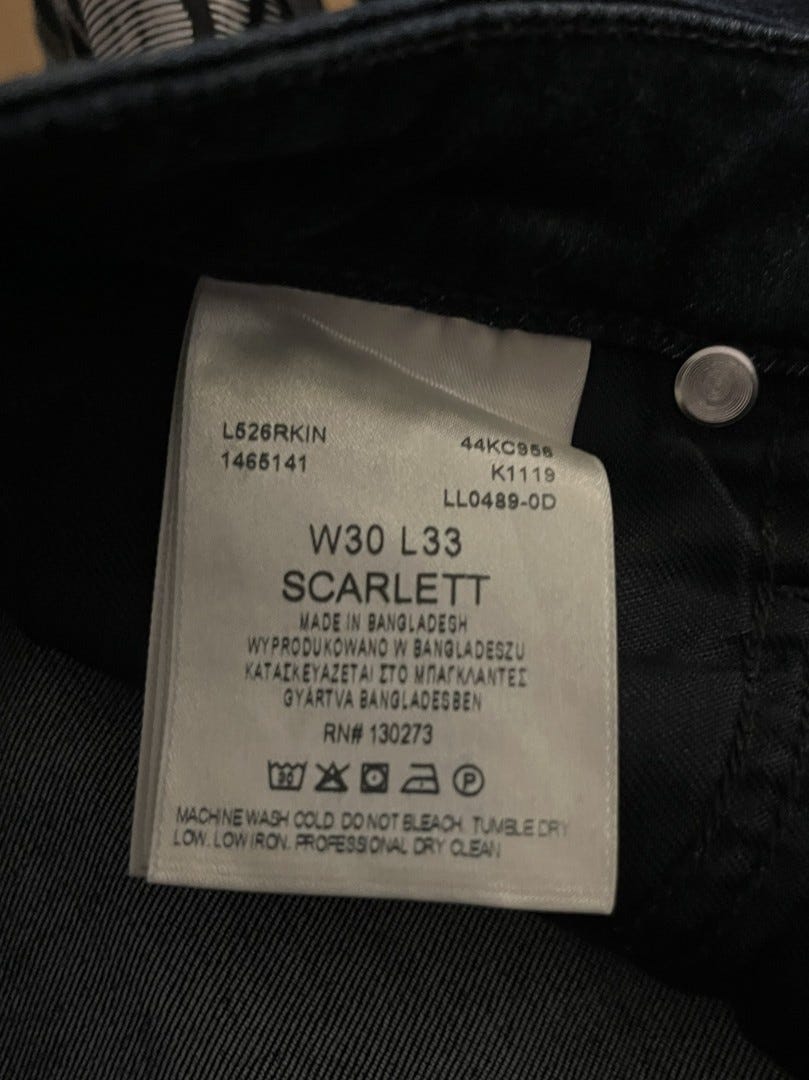 L526RKIN
1465141
44KC956
K1119
LL0489-0D
W30 L33
SCARLETT
MADE IN BANGLADESH
WYPRODUKOWANO W BANGLADESZU
ΚΑΤΑΣΚΕΥΑΖΕΤΑΙ ΣΤΟ ΜΠΑΓΚΛΑΝΤΕΣ
GYÁRTVA BANGLADESBEN
RN# 130273
30 P
MACHINE WASH COLD. DO NOT BLEACH. TUMBLE DRY
LOW. LOW IRON. PROFESSIONAL DRY CLEAN